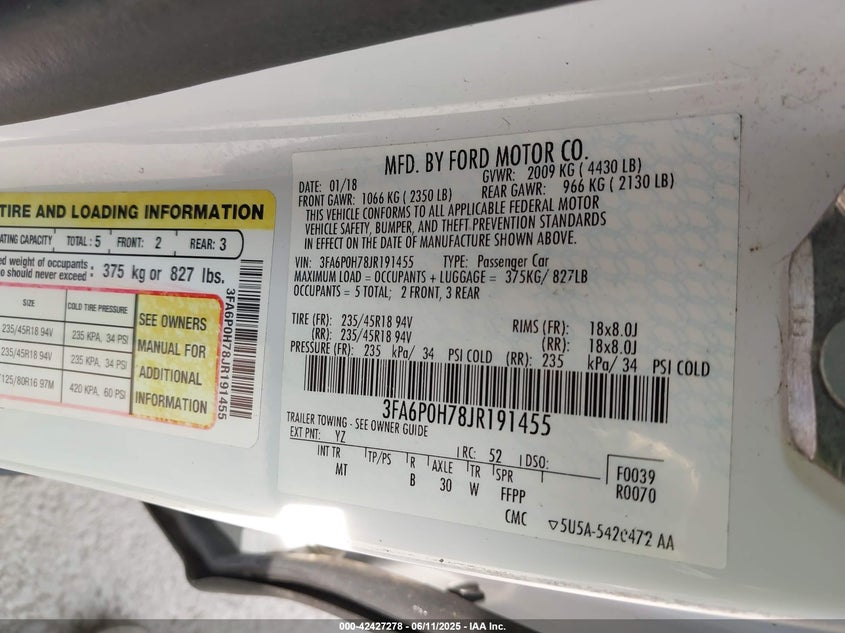 TIRE AND LOADING INFORMATION
ATING CAPACITY TOTAL : 5 FRONT: 2 REAR: 3
ed weight of occupants
o should never exceed : 375 kg or 827 lbs.
SIZE COLD TIRE PRESSURE
235/45R18 94V 235 KPA, 34 PSI
235/45R18 94V 235 KPA, 34 PSI
T125/80R16 97M 420 KPA, 60 PSI
SEE OWNERS
MANUAL FOR
ADDITIONAL
INFORMATION
3FA6P0H78JR191455
MFD. BY FORD MOTOR CO.
DATE: 01/18 GVWR: 2009 KG ( 4430 LB)
FRONT GAWR: 1066 KG ( 2350 LB) REAR GAWR: 966 KG ( 2130 LB)
THIS VEHICLE CONFORMS TO ALL APPLICABLE FEDERAL MOTOR
VEHICLE SAFETY, BUMPER, AND THEFT PREVENTION STANDARDS
IN EFFECT ON THE DATE OF MANUFACTURE SHOWN ABOVE.
VIN: 3FA6P0H78JR191455 TYPE: Passenger Car
MAXIMUM LOAD = OCCUPANTS + LUGGAGE = 375KG/ 827LB
OCCUPANTS = 5 TOTAL; 2 FRONT, 3 REAR
TIRE (FR): 235/45R18 94V RIMS (FR): 18x8.0J
(RR): 235/45R18 94V (RR): 18x8.0J
PRESSURE (FR): 235 kPa/ 34 PSI COLD (RR): 235 kPa/ 34 PSI COLD
3FA6P0H78JR191455
TRAILER TOWING - SEE OWNER GUIDE
EXT PNT: YZ RC: 52 DSO:
INT TR TP/PS R AXLE TR SPR
MT B 30 W FFPP
F0039
R0070
CMC 5U5A-5420472 AA
000-42427278 - 06/11/2025 - IAA Inc.